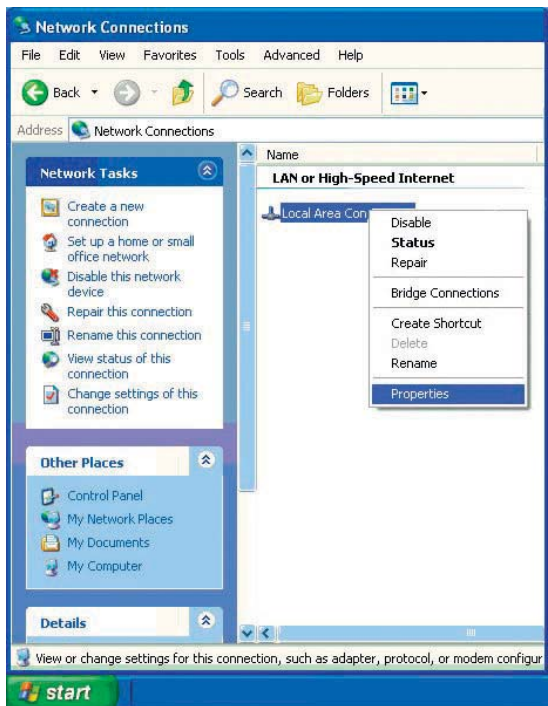 Network Connections
File Edit View Favorites Tools Advanced Help
Back Search Folders
Address Network Connections
Network Tasks
Create a new
connection
Set up a home or small
office network
Disable this network
device
Repair this connection
Rename this connection
View status of this
connection
Change settings of this
connection
Other Places
Control Panel
My Network Places
My Documents
My Computer
Details
Name
LAN or High-Speed Internet
Local Area Con
Disable
Status
Repair
Bridge Connections
Create Shortcut
Delete
Rename
Properties
View or change settings for this connection, such as adapter, protocol, or modem configur
start